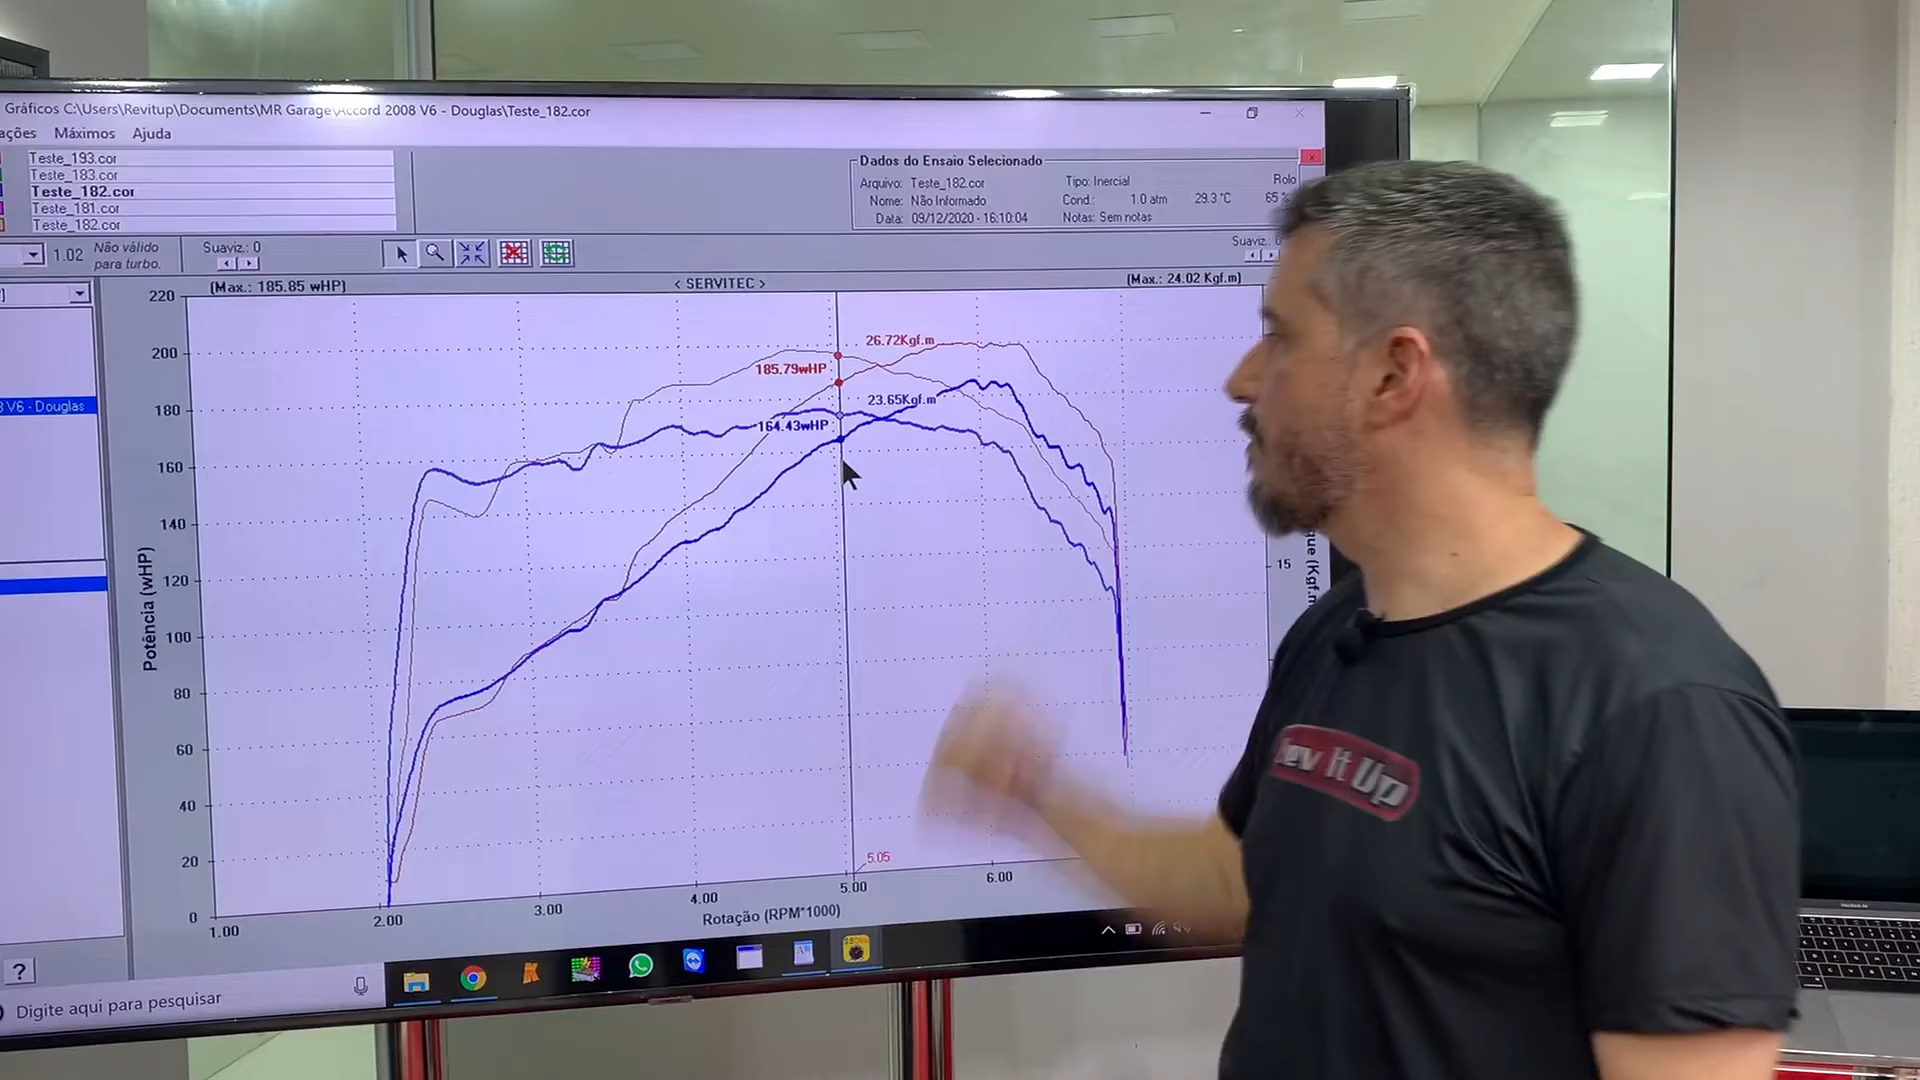 Gráficos C:\Users\Revitup\Documents\MR Garage\Accord 2008 V6 - Douglas\Teste_182.cor
ações Máximos Ajuda
Teste_193.cor
Teste_183.cor
Teste_182.cor
Teste_181.cor
Teste_182.cor
Dados do Ensaio Selecionado
Arquivo: Teste_182.cor
Nome: Não Informado
Data: 09/12/2020 - 16:10:04
Tipo: Inercial
Cond.: 1.0 atm 29.3 °C 65 %
Notas: Sem notas
Rolo
1.02
Não válido
para turbo.
Suaviz.: 0
Suaviz.: 0
(Max.: 185.85 wHP)
< SERVITEC >
(Max.: 24.02 Kgf.m)
220
200
180
160
140
120
100
80
60
40
20
0
Potência (wHP)
V6 - Douglas
26.72Kgf.m
185.79wHP
23.65Kgf.m
164.43wHP
15
que (Kgf.m
5.05
1.00
2.00
3.00
4.00
5.00
6.00
Rotação (RPM*1000)
?
Digite aqui para pesquisar
ev It Up